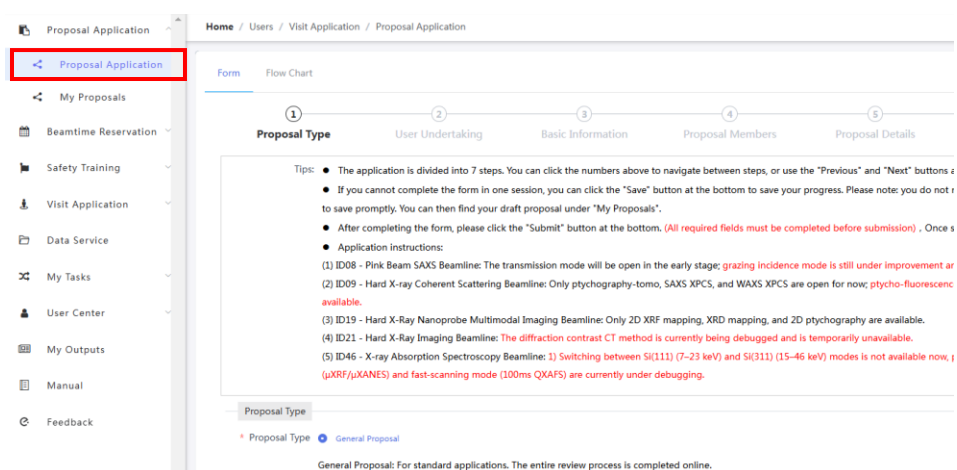 Proposal Application
Proposal Application
My Proposals
Beamtime Reservation
Safety Training
Visit Application
Data Service
My Tasks
User Center
My Outputs
Manual
Feedback
Home / Users / Visit Application / Proposal Application
Form Flow Chart
1 2 3 4 5
Proposal Type User Undertaking Basic Information Proposal Members Proposal Details
Tips: ● The application is divided into 7 steps. You can click the numbers above to navigate between steps, or use the "Previous" and "Next" buttons
● If you cannot complete the form in one session, you can click the "Save" button at the bottom to save your progress. Please note: you do not
to save promptly. You can then find your draft proposal under "My Proposals".
● After completing the form, please click the "Submit" button at the bottom. (All required fields must be completed before submission) , Once
● Application instructions:
(1) ID08 - Pink Beam SAXS Beamline: The transmission mode will be open in the early stage; grazing incidence mode is still under improvement
(2) ID09 - Hard X-ray Coherent Scattering Beamline: Only ptychography-tomo, SAXS XPCS, and WAXS XPCS are open for now; ptycho-fluorescenc
available.
(3) ID19 - Hard X-Ray Nanoprobe Multimodal Imaging Beamline: Only 2D XRF mapping, XRD mapping, and 2D ptychography are available.
(4) ID21 - Hard X-Ray Imaging Beamline: The diffraction contrast CT method is currently being debugged and is temporarily unavailable.
(5) ID46 - X-ray Absorption Spectroscopy Beamline: 1) Switching between Si(111) (7–23 keV) and Si(311) (15–46 keV) modes is not available now,
(μXRF/μXANES) and fast-scanning mode (100ms QXAFS) are currently under debugging.
Proposal Type
* Proposal Type General Proposal
General Proposal: For standard applications. The entire review process is completed online.